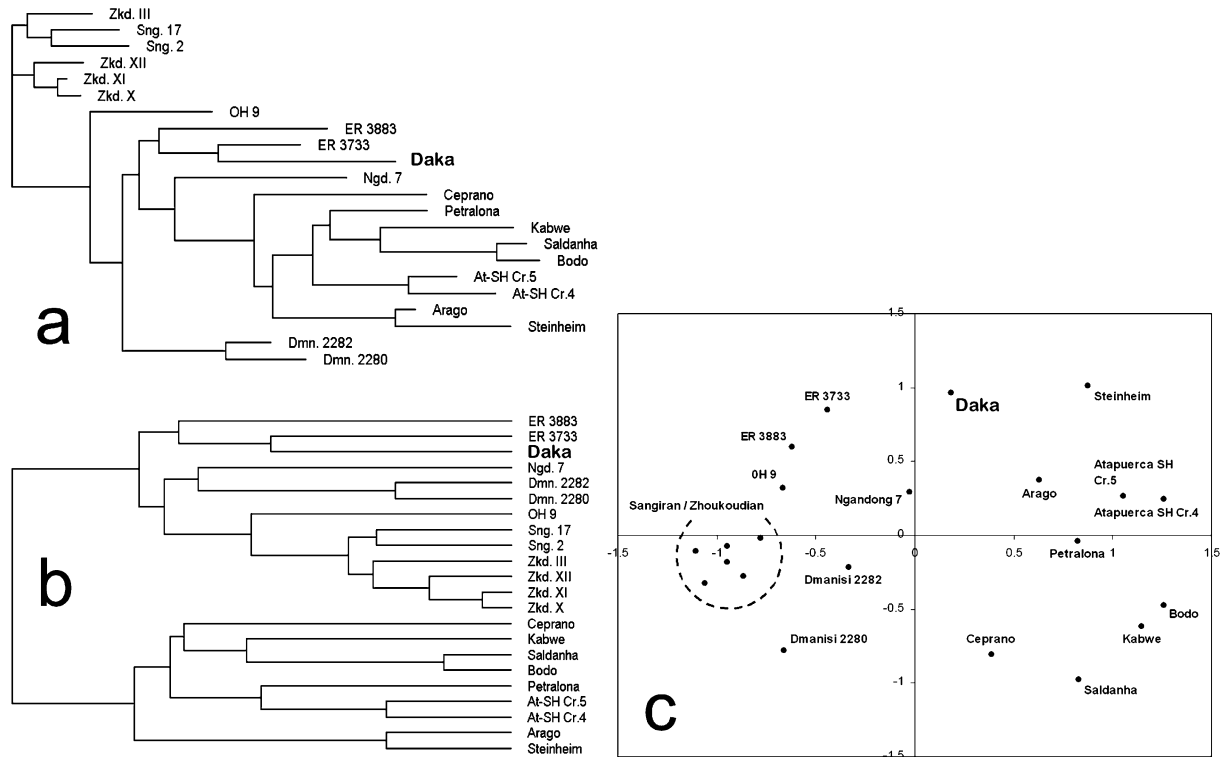 Zkd. III
Sng. 17
Sng. 2
Zkd. XII
Zkd. XI
Zkd. X
OH 9
ER 3883
ER 3733
Daka
Ngd. 7
Ceprano
Petralona
Kabwe
Saldanha
Bodo
At-SH Cr.5
At-SH Cr.4
Arago
Steinheim
Dmn. 2282
Dmn. 2280
a
ER 3883
ER 3733
Daka
Ngd. 7
Dmn. 2282
Dmn. 2280
OH 9
Sng. 17
Sng. 2
Zkd. III
Zkd. XII
Zkd. XI
Zkd. X
Ceprano
Kabwe
Saldanha
Bodo
Petralona
At-SH Cr.5
At-SH Cr.4
Arago
Steinheim
b
1.5
1
ER 3733
Daka
Steinheim
ER 3883
0.5
0H 9
Atapuerca SH
Cr.5
Arago
Ngandong 7
Sangiran / Zhoukoudian
Atapuerca SH Cr.4
0
-1.5
-1
-0.5
0.5
1
1.5
Petralona
Dmanisi 2282
-0.5
Bodo
Dmanisi 2280
Ceprano
Kabwe
-1
Saldanha
c
-1.5